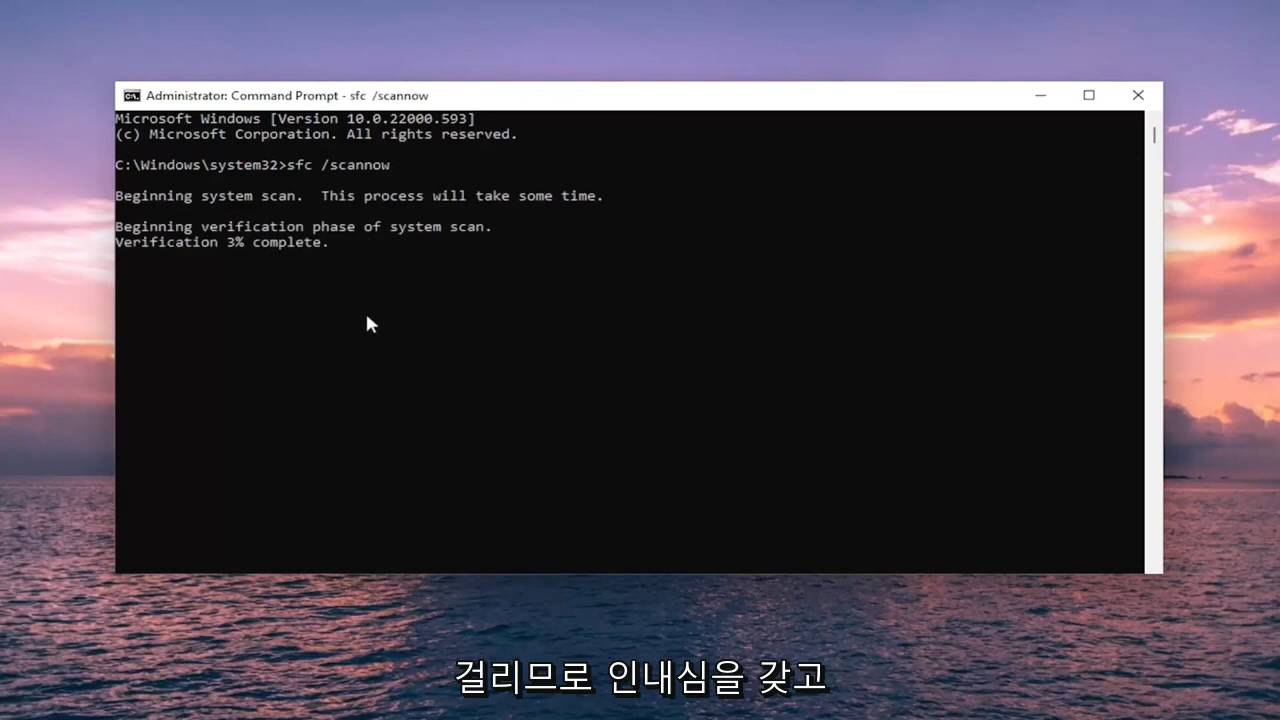 Administrator: Command Prompt - sfc /scannow
Microsoft Windows [Version 10.0.22000.593]
(c) Microsoft Corporation. All rights reserved.
C:\Windows\system32>sfc /scannow
Beginning system scan.  This process will take some time.
Beginning verification phase of system scan.
Verification 3% complete.
걸리므로 인내심을 갖고